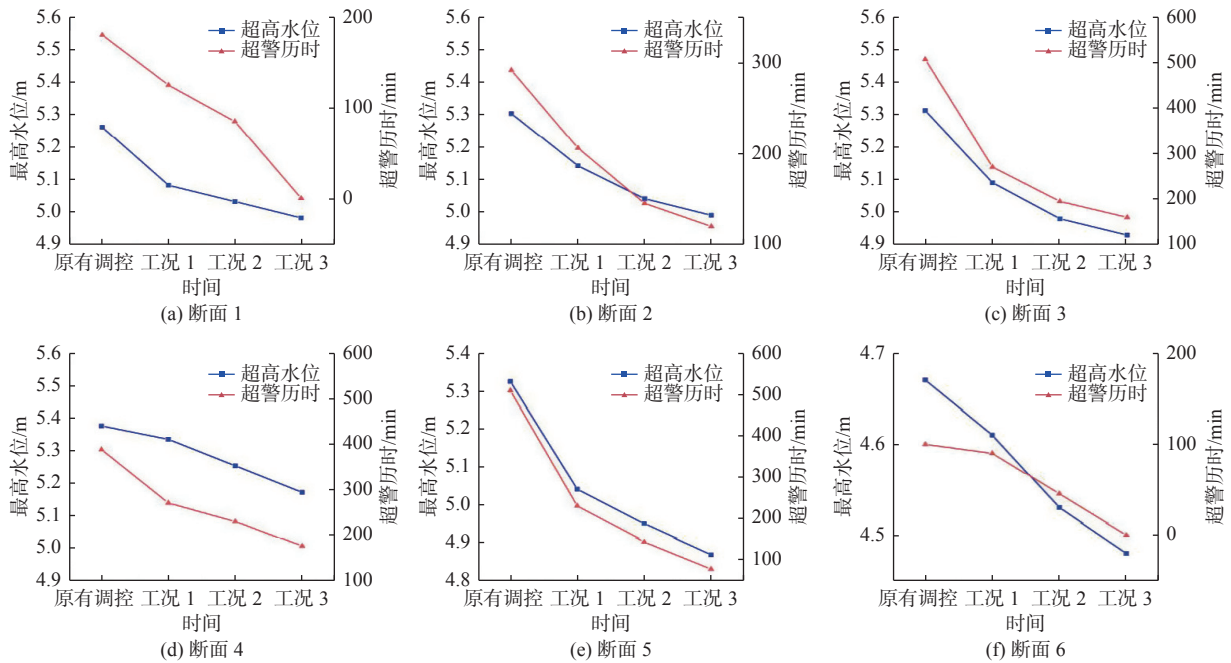 5.6
5.5
5.4
5.3
5.2
5.1
5.0
4.9
最高水位/m
超高水位
超警历时
200
100
0
超警历时/min
原有调控 工况 1 工况 2 工况 3
时间
(a) 断面 1
5.6
5.5
5.4
5.3
5.2
5.1
5.0
4.9
最高水位/m
超高水位
超警历时
300
200
100
超警历时/min
原有调控 工况 1 工况 2 工况 3
时间
(b) 断面 2
5.6
5.5
5.4
5.3
5.2
5.1
5.0
4.9
最高水位/m
超高水位
超警历时
600
500
400
300
200
100
超警历时/min
原有调控 工况 1 工况 2 工况 3
时间
(c) 断面 3
5.6
5.5
5.4
5.3
5.2
5.1
5.0
4.9
最高水位/m
超高水位
超警历时
600
500
400
300
200
100
超警历时/min
原有调控 工况 1 工况 2 工况 3
时间
(d) 断面 4
5.4
5.3
5.2
5.1
5.0
4.9
4.8
最高水位/m
超高水位
超警历时
600
500
400
300
200
100
超警历时/min
原有调控 工况 1 工况 2 工况 3
时间
(e) 断面 5
4.7
4.6
4.5
最高水位/m
超高水位
超警历时
200
100
0
超警历时/min
原有调控 工况 1 工况 2 工况 3
时间
(f) 断面 6